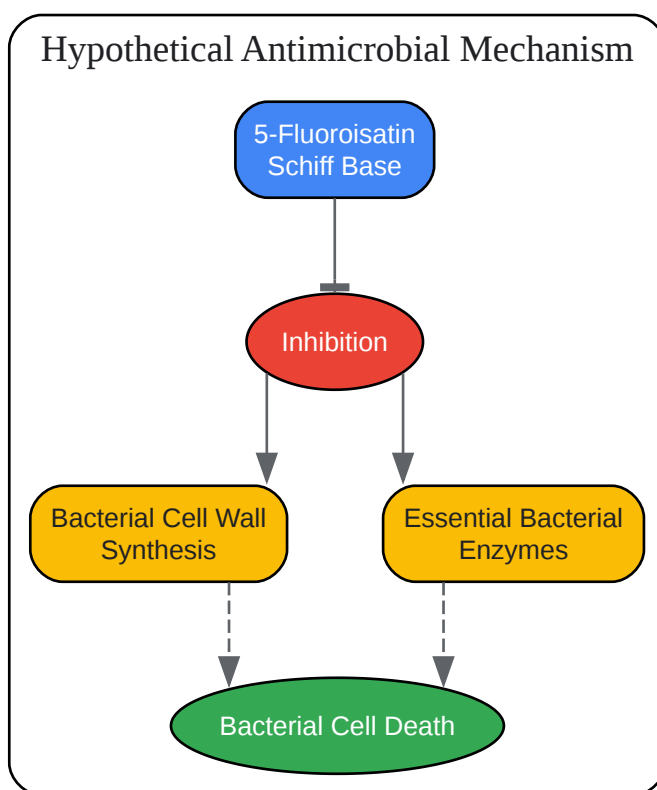 Hypothetical Antimicrobial Mechanism
5-Fluoroisatin
Schiff Base
Inhibition
Bacterial Cell Wall
Synthesis
Essential Bacterial
Enzymes
Bacterial Cell Death